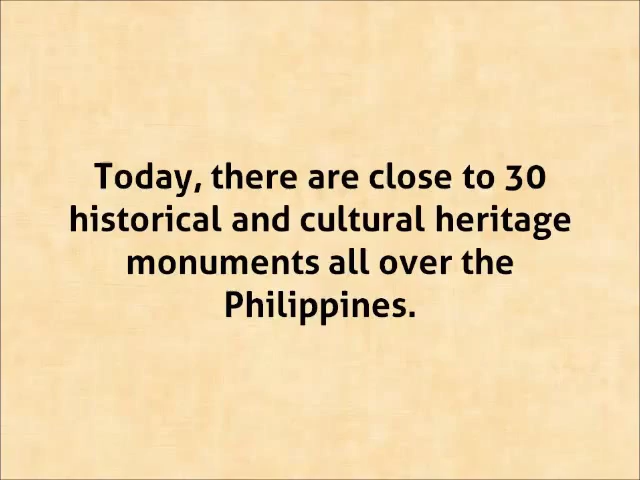 Today, there are close to 30
historical and cultural heritage
monuments all over the
Philippines.